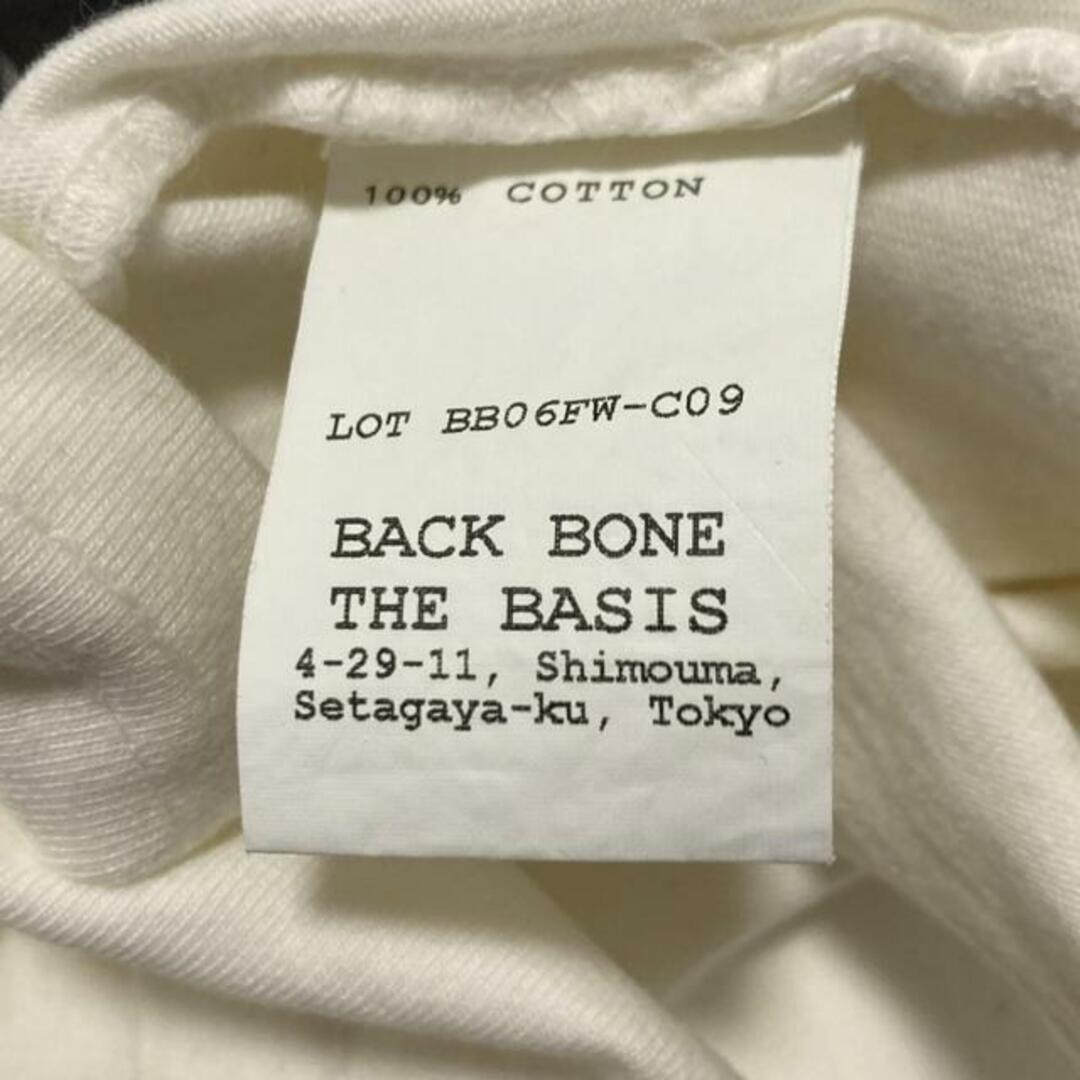 100% COTTON
LOT BB06FW-C09
BACK BONE
THE BASIS
4-29-11, Shimouma,
Setagaya-ku, Tokyo